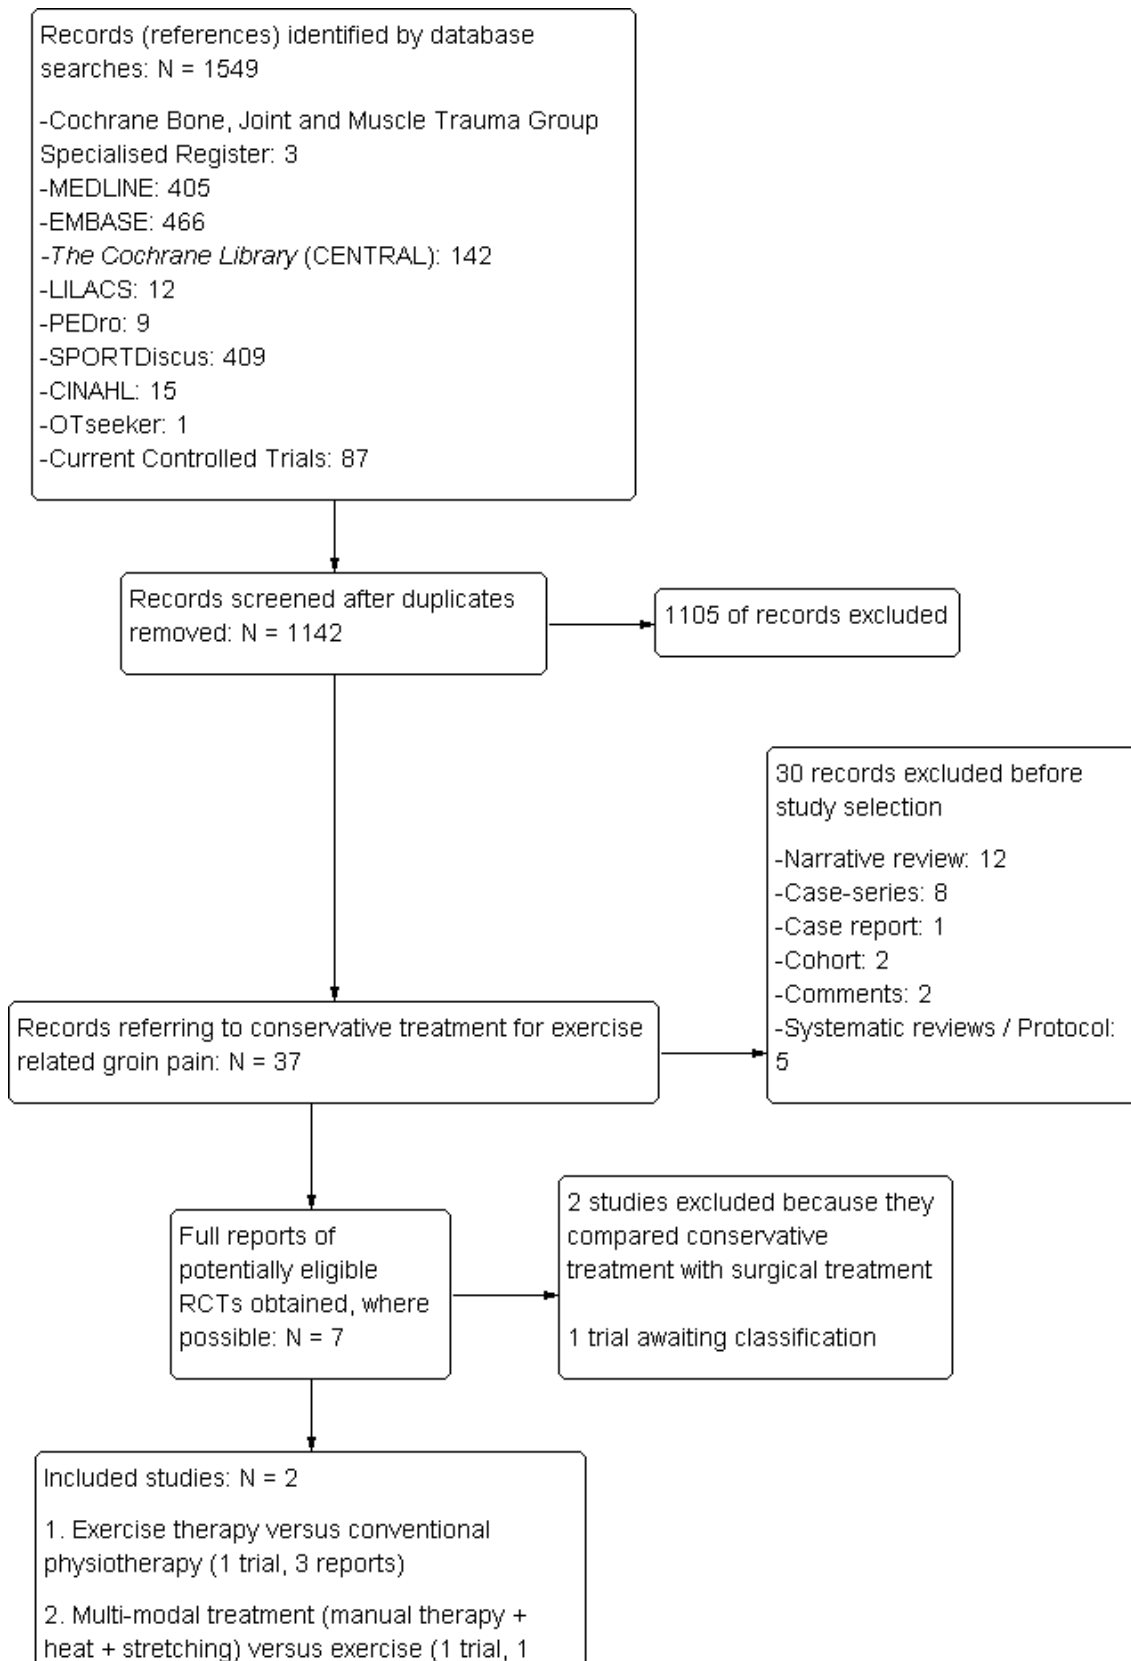 Records (references) identified by database
searches: N = 1549
-Cochrane Bone, Joint and Muscle Trauma Group
Specialised Register: 3
-MEDLINE: 405
-EMBASE: 466
-The Cochrane Library (CENTRAL): 142
-LILACS: 12
-PEDro: 9
-SPORTDiscus: 409
-CINAHL: 15
-OTseeker: 1
-Current Controlled Trials: 87
Records screened after duplicates
removed: N = 1142
1105 of records excluded
30 records excluded before
study selection
-Narrative review: 12
-Case-series: 8
-Case report: 1
-Cohort: 2
-Comments: 2
-Systematic reviews / Protocol:
5
Records referring to conservative treatment for exercise
related groin pain: N = 37
Full reports of
potentially eligible
RCTs obtained, where
possible: N = 7
2 studies excluded because they
compared conservative
treatment with surgical treatment
1 trial awaiting classification
Included studies: N = 2
1. Exercise therapy versus conventional
physiotherapy (1 trial, 3 reports)
2. Multi-modal treatment (manual therapy +
heat + stretching) versus exercise (1 trial, 1